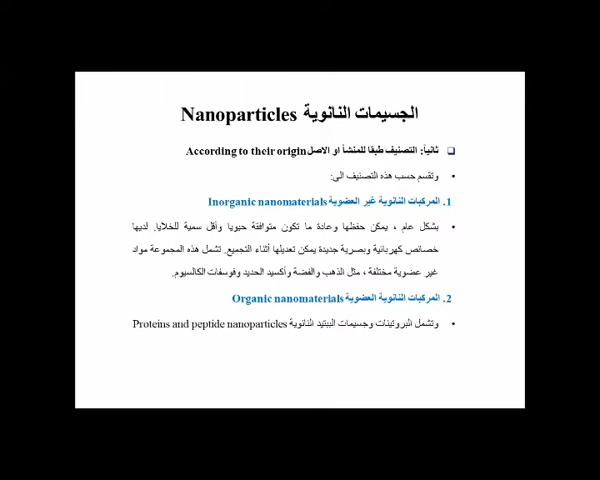 الجسيمات النانوية Nanoparticles
ثانياً: التصنيف طبقا للمنشأ او الاصل According to their origin
وتقسم حسب هذه التصنيف الى:
1. المركبات النانوية غير العضوية Inorganic nanomaterials
بشكل عام ، يمكن حفظها وعادة ما تكون متوافقة حيويا وأقل سمية للخلايا. لديها
خصائص كهربائية وبصرية جديدة يمكن تعديلها أثناء التجميع. تشمل هذه المجموعة مواد
غير عضوية مختلفة ، مثل الذهب والفضة وأكسيد الحديد وفوسفات الكالسيوم.
2. المركبات النانوية العضوية Organic nanomaterials
وتشمل البروتينات وجسيمات الببتيد النانوية Proteins and peptide nanoparticles